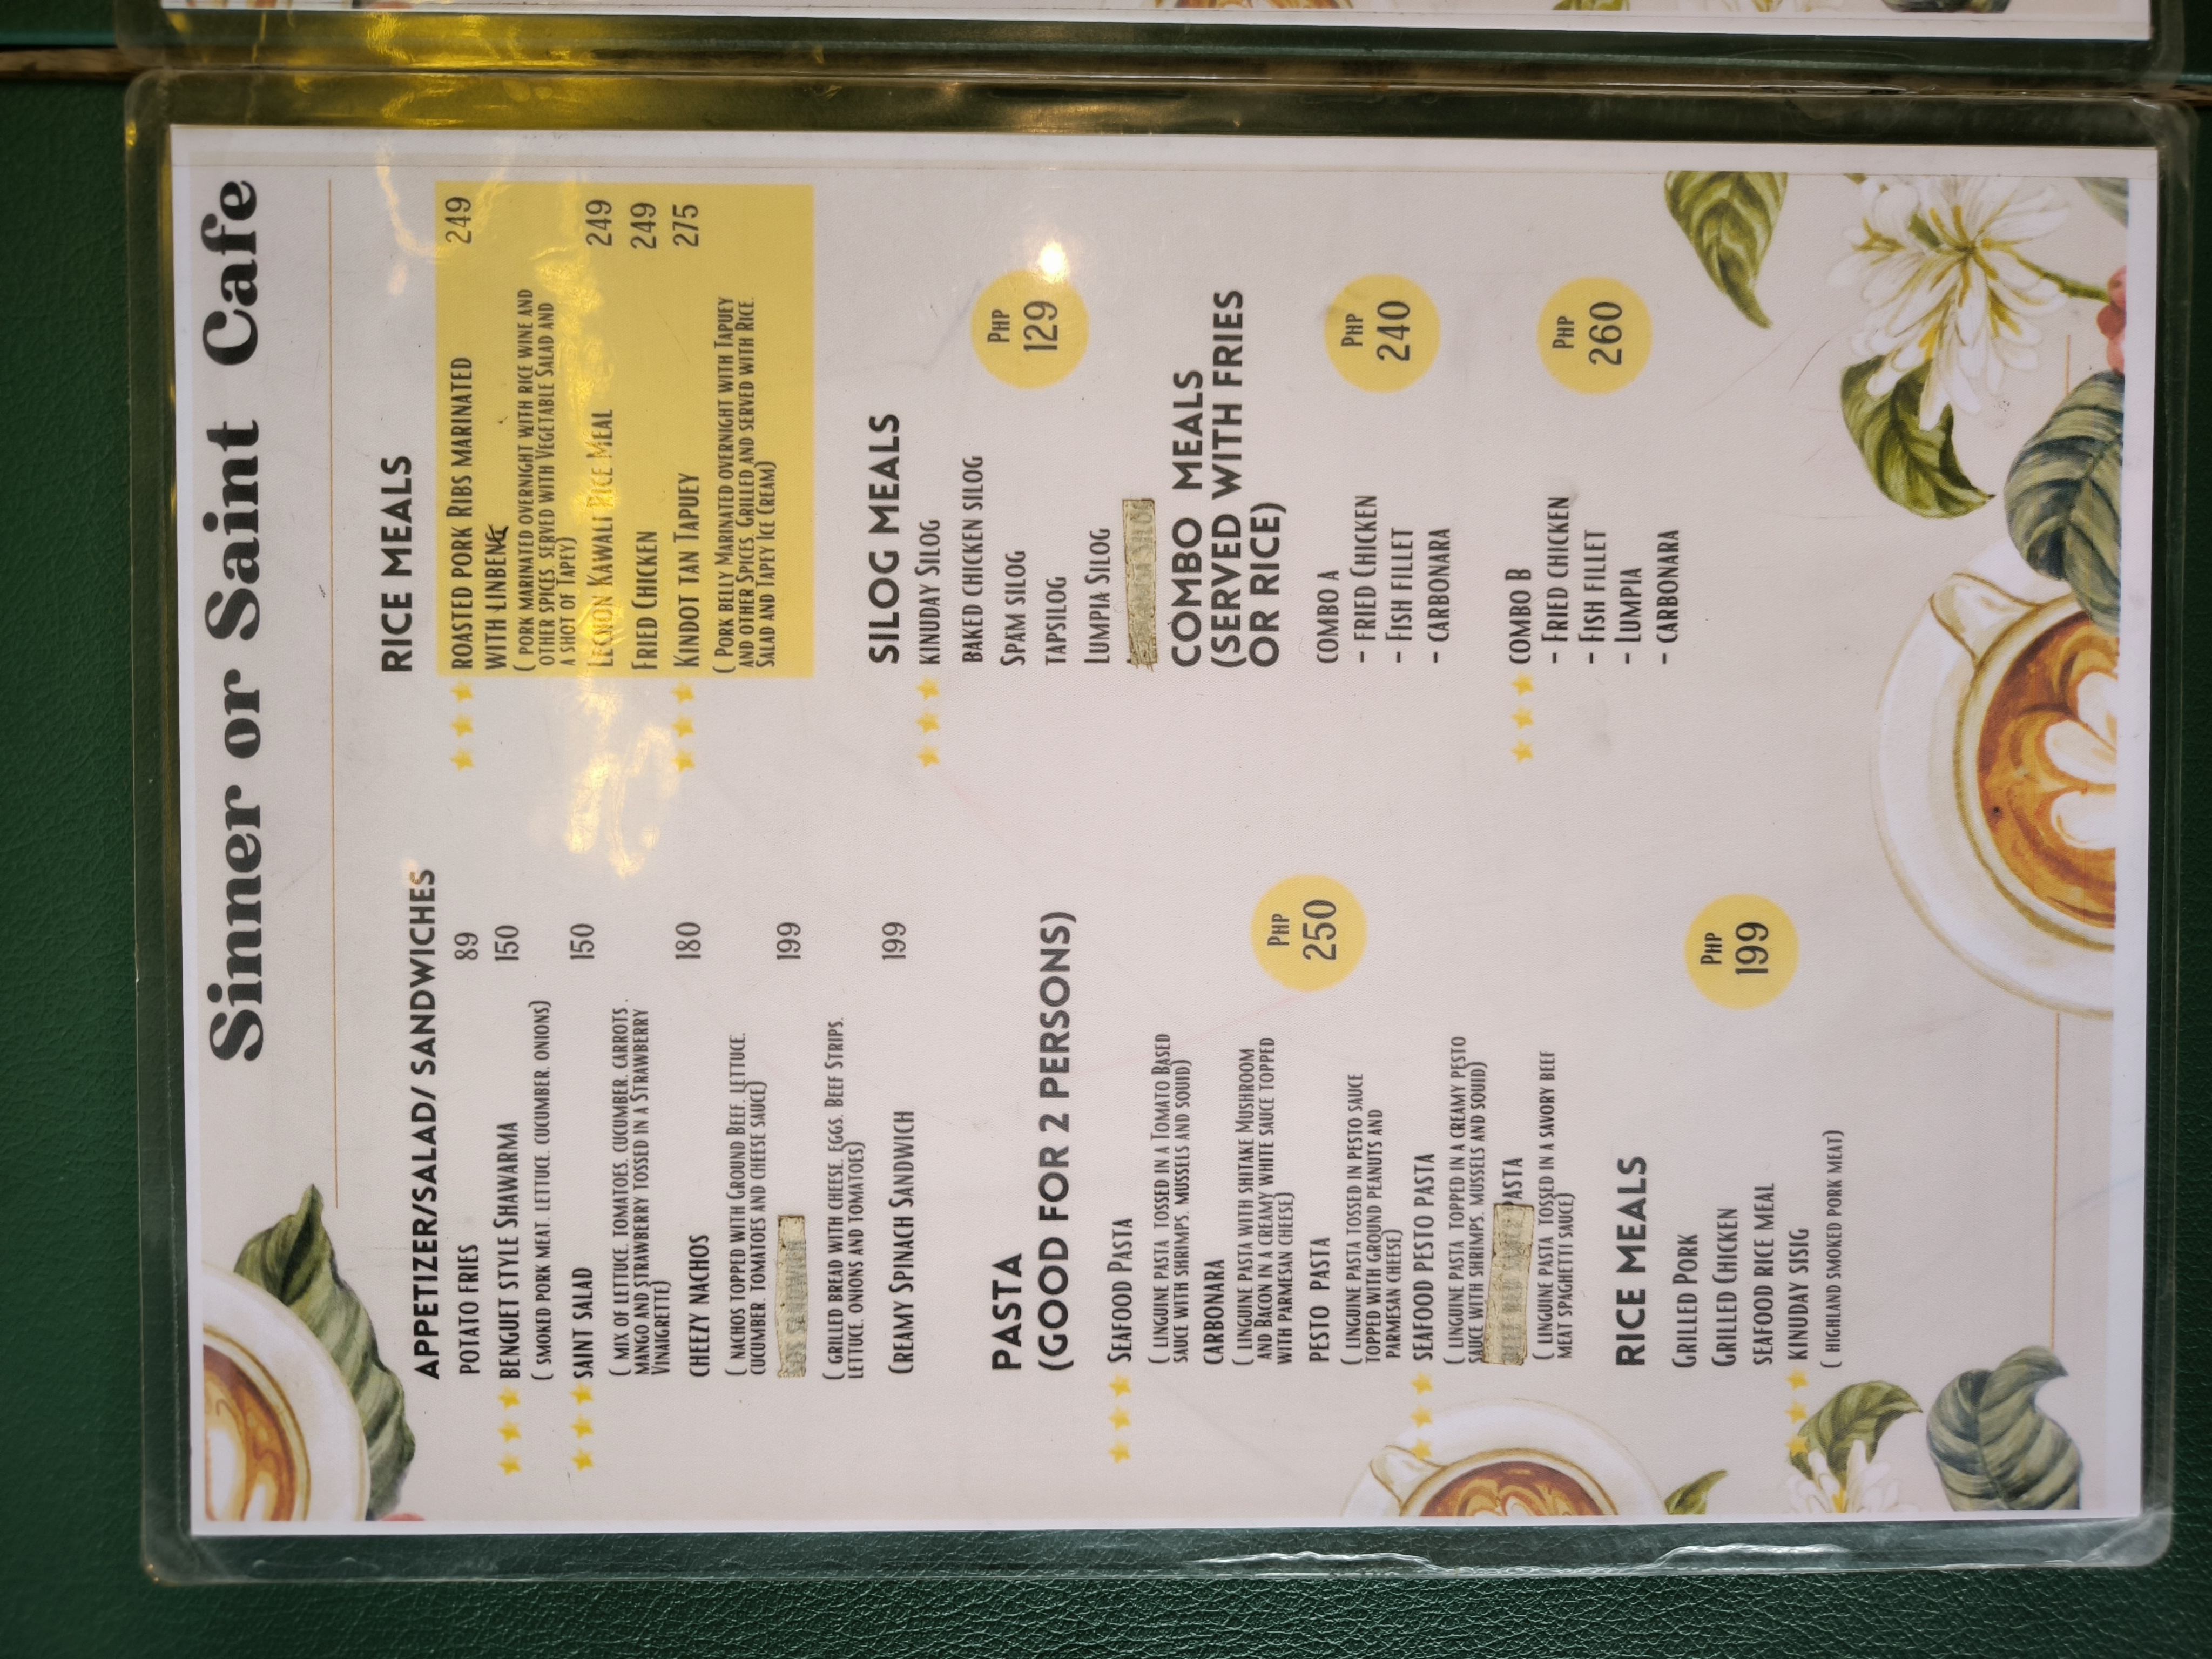 Sinner or Saint Cafe
APPETIZER/SALAD/ SANDWICHES
POTATO FRIES 89
BENGUET STYLE SHAWARMA 150
( SMOKED PORK MEAT. LETTUCE. CUCUMBER. ONIONS)
SAINT SALAD 150
( MIX OF LETTUCE. TOMATOES. CUCUMBER. CARROTS .
MANGO AND STRAWBERRY TOSSED IN A STRAWBERRY
VINAIGRETTE)
CHEEZY NACHOS 180
( NACHOS TOPPED WITH GROUND BEEF. LETTUCE.
CUCUMBER. TOMATOES AND CHEESE SAUCE)
SOS SANDWICH 199
( GRILLED BREAD WITH CHEESE. EGGS. BEEF STRIPS.
LETTUCE. ONIONS AND TOMATOES)
CREAMY SPINACH SANDWICH 199
PASTA
(GOOD FOR 2 PERSONS)
SEAFOOD PASTA
( LINGUINE PASTA TOSSED IN A TOMATO BASED
SAUCE WITH SHRIMPS. MUSSELS AND SQUID)
CARBONARA
( LINGUINE PASTA WITH SHITAKE MUSHROOM
AND BACON IN A CREAMY WHITE SAUCE TOPPED
WITH PARMESAN CHEESE)
PESTO PASTA
( LINGUINE PASTA TOSSED IN PESTO SAUCE
TOPPED WITH GROUND PEANUTS AND
PARMESAN CHEESE)
SEAFOOD PESTO PASTA
( LINGUINE PASTA TOPPED IN A CREAMY PESTO
SAUCE WITH SHRIMPS. MUSSELS AND SQUID)
BEEF RED SAUCE PASTA
( LINGUINE PASTA TOSSED IN A SAVORY BEEF
MEAT SPAGHETTI SAUCE)
PHP
250
RICE MEALS
GRILLED PORK
GRILLED CHICKEN
SEAFOOD RICE MEAL
KINUDAY SISIG
( HIGHLAND SMOKED PORK MEAT)
PHP
199
RICE MEALS
ROASTED PORK RIBS MARINATED 249
WITH LINBENG
( PORK MARINATED OVERNIGHT WITH RICE WINE AND
OTHER SPICES. SERVED WITH VEGETABLE SALAD AND
A SHOT OF TAPEY)
LECHON KAWALI RICE MEAL 249
FRIED CHICKEN 249
KINDOT TAN TAPUEY 275
( PORK BELLY MARINATED OVERNIGHT WITH TAPUEY
AND OTHER SPICES. GRILLED AND SERVED WITH RICE.
SALAD AND TAPEY ICE CREAM)
SILOG MEALS
KINUDAY SILOG
BAKED CHICKEN SILOG
SPAM SILOG
TAPSILOG
LUMPIA SILOG
SILOG
PHP
129
COMBO MEALS
(SERVED WITH FRIES
OR RICE)
COMBO A
- FRIED CHICKEN
- FISH FILLET
- CARBONARA
PHP
240
COMBO B
- FRIED CHICKEN
- FISH FILLET
- LUMPIA
- CARBONARA
PHP
260